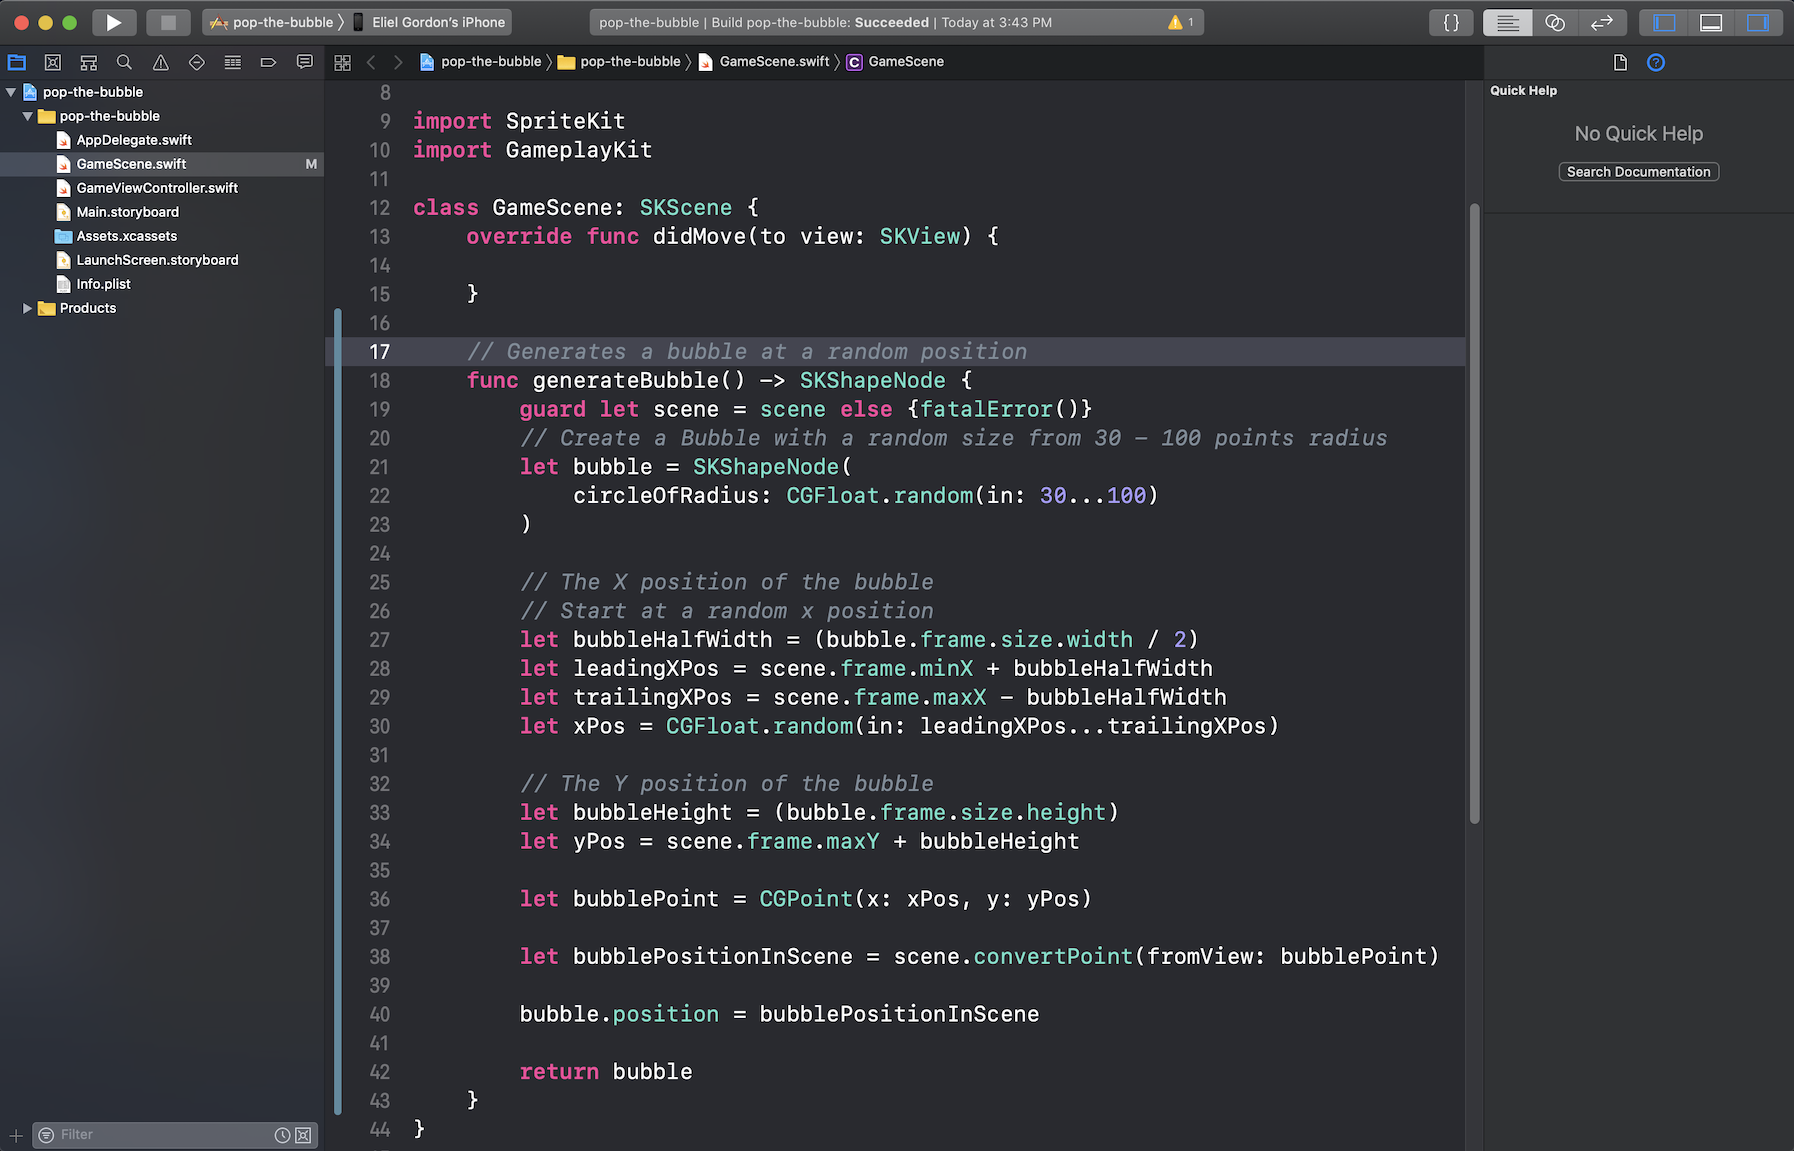 pop-the-bubble 〉 Eliel Gordon's iPhone
pop-the-bubble | Build pop-the-bubble: Succeeded | Today at 3:43 PM
1
{}
pop-the-bubble 〉 pop-the-bubble 〉 GameScene.swift 〉 C GameScene
pop-the-bubble
pop-the-bubble
AppDelegate.swift
GameScene.swift M
GameViewController.swift
Main.storyboard
Assets.xcassets
LaunchScreen.storyboard
Info.plist
Products
Filter
8
9 import SpriteKit
10 import GameplayKit
11
12 class GameScene: SKScene {
13     override func didMove(to view: SKView) {
14
15     }
16
17     // Generates a bubble at a random position
18     func generateBubble() -> SKShapeNode {
19         guard let scene = scene else {fatalError()}
20         // Create a Bubble with a random size from 30 - 100 points radius
21         let bubble = SKShapeNode(
22             circleOfRadius: CGFloat.random(in: 30...100)
23         )
24
25         // The X position of the bubble
26         // Start at a random x position
27         let bubbleHalfWidth = (bubble.frame.size.width / 2)
28         let leadingXPos = scene.frame.minX + bubbleHalfWidth
29         let trailingXPos = scene.frame.maxX - bubbleHalfWidth
30         let xPos = CGFloat.random(in: leadingXPos...trailingXPos)
31
32         // The Y position of the bubble
33         let bubbleHeight = (bubble.frame.size.height)
34         let yPos = scene.frame.maxY + bubbleHeight
35
36         let bubblePoint = CGPoint(x: xPos, y: yPos)
37
38         let bubblePositionInScene = scene.convertPoint(fromView: bubblePoint)
39
40         bubble.position = bubblePositionInScene
41
42         return bubble
43     }
44 }
Quick Help
No Quick Help
Search Documentation